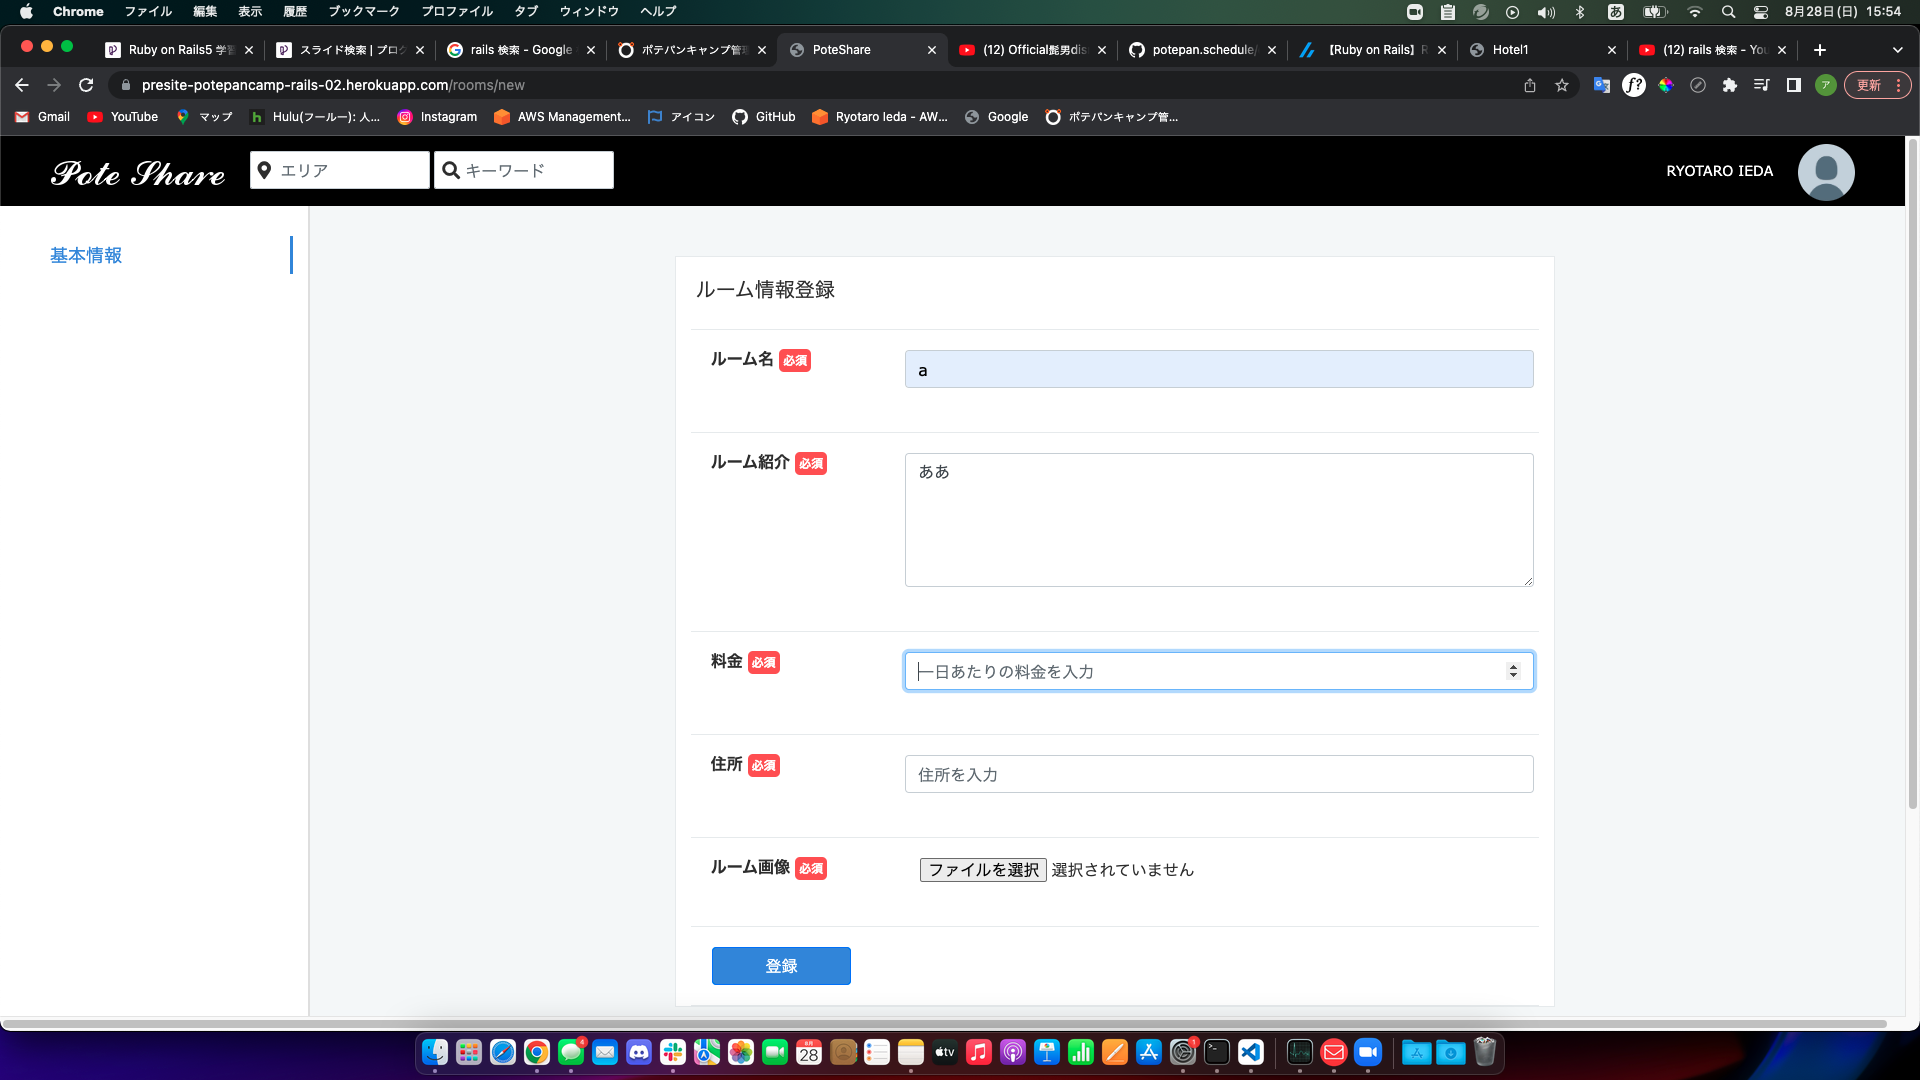 Chrome ファイル 編集 表示 履歴 ブックマーク プロファイル タブ ウィンドウ ヘルプ あ 8月28日(日) 15:54
Ruby on Rails5 学習 スライド検索 | プログ rails 検索 - Google ポテパンキャンプ管理 PoteShare (12) Official髭男dis potepan.schedule/ 【Ruby on Rails】R Hotel1 (12) rails 検索 - You
presite-potepancamp-rails-02.herokuapp.com/rooms/new f? ア 更新
Gmail YouTube マップ Hulu(フールー): 人... Instagram AWS Management... アイコン GitHub Ryotaro Ieda - AW... Google ポテパンキャンプ管...
Pote Share エリア キーワード RYOTARO IEDA
基本情報
ルーム情報登録
ルーム名 必須 a
ルーム紹介 必須 ああ
料金 必須 一日あたりの料金を入力
住所 必須 住所を入力
ルーム画像 必須 ファイルを選択 選択されていません
登録
4 28 tv 1